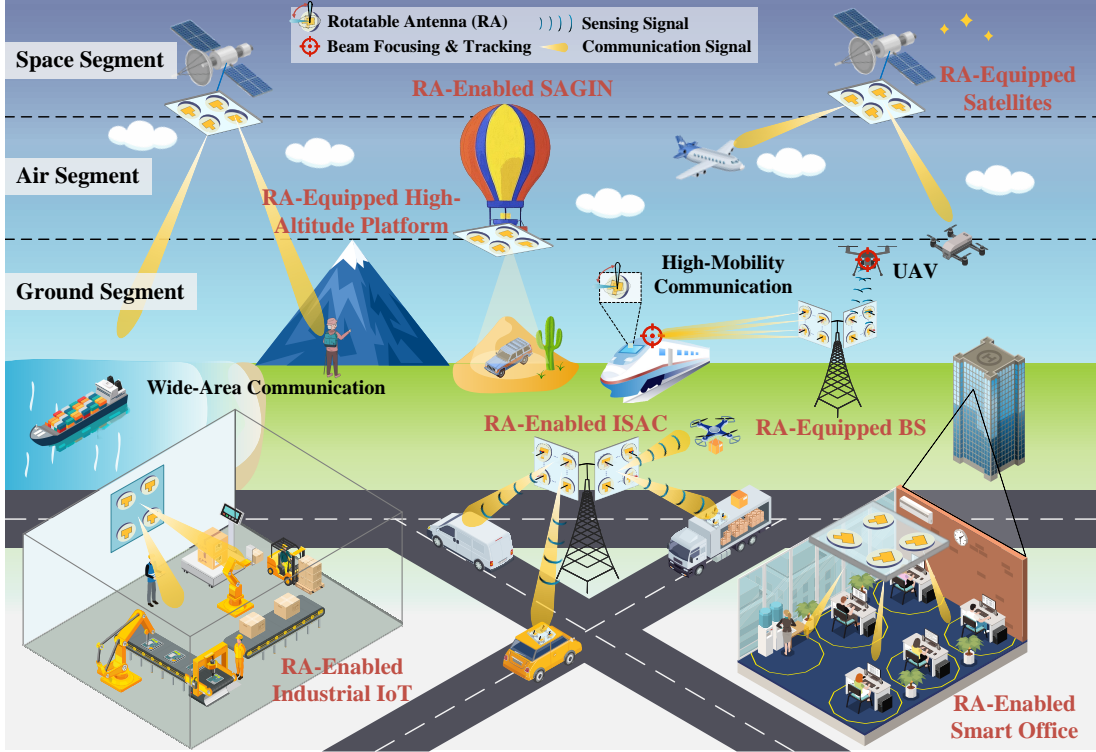 Rotatable Antenna (RA)
Sensing Signal
Beam Focusing & Tracking
Communication Signal
Space Segment
RA-Enabled SAGIN
RA-Equipped
Satellites
Air Segment
RA-Equipped High-
Altitude Platform
Ground Segment
High-Mobility
Communication
UAV
Wide-Area Communication
RA-Enabled ISAC
RA-Equipped BS
RA-Enabled
Industrial IoT
RA-Enabled
Smart Office